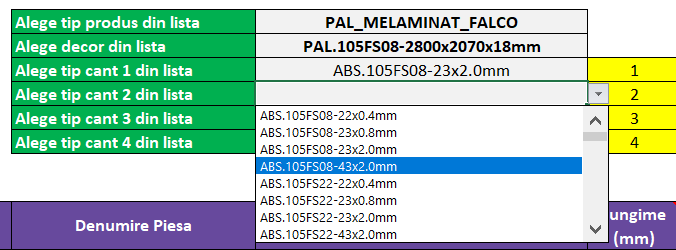 Alege tip produs din lista PAL_MELAMINAT_FALCO
Alege decor din lista PAL.105FS08-2800x2070x18mm
Alege tip cant 1 din lista ABS.105FS08-23x2.0mm 1
Alege tip cant 2 din lista 2
Alege tip cant 3 din lista 3
Alege tip cant 4 din lista 4
ABS.105FS08-22x0.4mm
ABS.105FS08-23x0.8mm
ABS.105FS08-23x2.0mm
ABS.105FS08-43x2.0mm
ABS.105FS22-22x0.4mm
ABS.105FS22-23x0.8mm
ABS.105FS22-23x2.0mm
ABS.105FS22-43x2.0mm
Denumire Piesa
ungime
(mm)